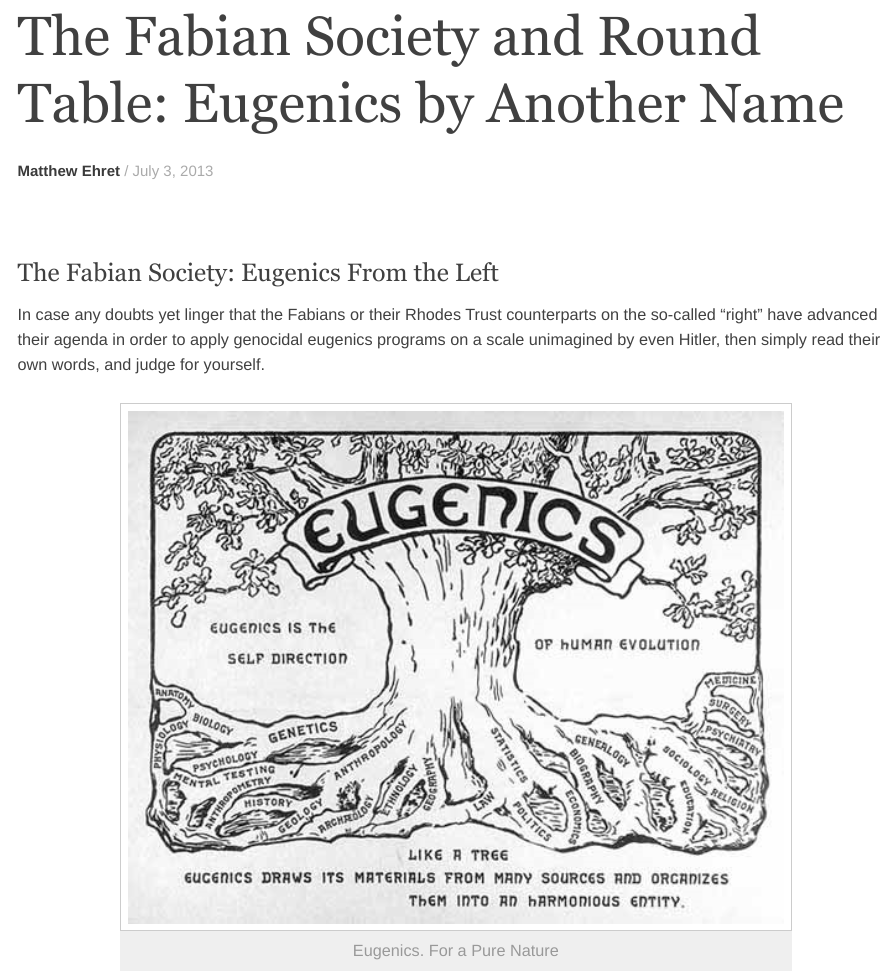 The Fabian Society and Round
Table: Eugenics by Another Name
Matthew Ehret / July 3, 2013
The Fabian Society: Eugenics From the Left
In case any doubts yet linger that the Fabians or their Rhodes Trust counterparts on the so-called “right” have advanced
their agenda in order to apply genocidal eugenics programs on a scale unimagined by even Hitler, then simply read their
own words, and judge for yourself.
EUGENICS
EUGENICS IS THE
SELF DIRECTION
OF HUMAN EVOLUTION
ANATOMY
PHYSIOLOGY
BIOLOGY
GENETICS
PSYCHOLOGY
MENTAL TESTING
ANTHROPOMETRY
HISTORY
GEOLOGY
ANTHROPOLOGY
ARCHÆOLOGY
ETHNOLOGY
GEOGRAPHY
LAW
STATISTICS
POLITICS
ECONOMICS
BIOGRAPHY
GENEALOGY
SOCIOLOGY
EDUCATION
RELIGION
PSYCHIATRY
SURGERY
MEDICINE
LIKE A TREE
EUGENICS DRAWS ITS MATERIALS FROM MANY SOURCES AND ORGANIZES
THEM INTO AN HARMONIOUS ENTITY.
Eugenics. For a Pure Nature